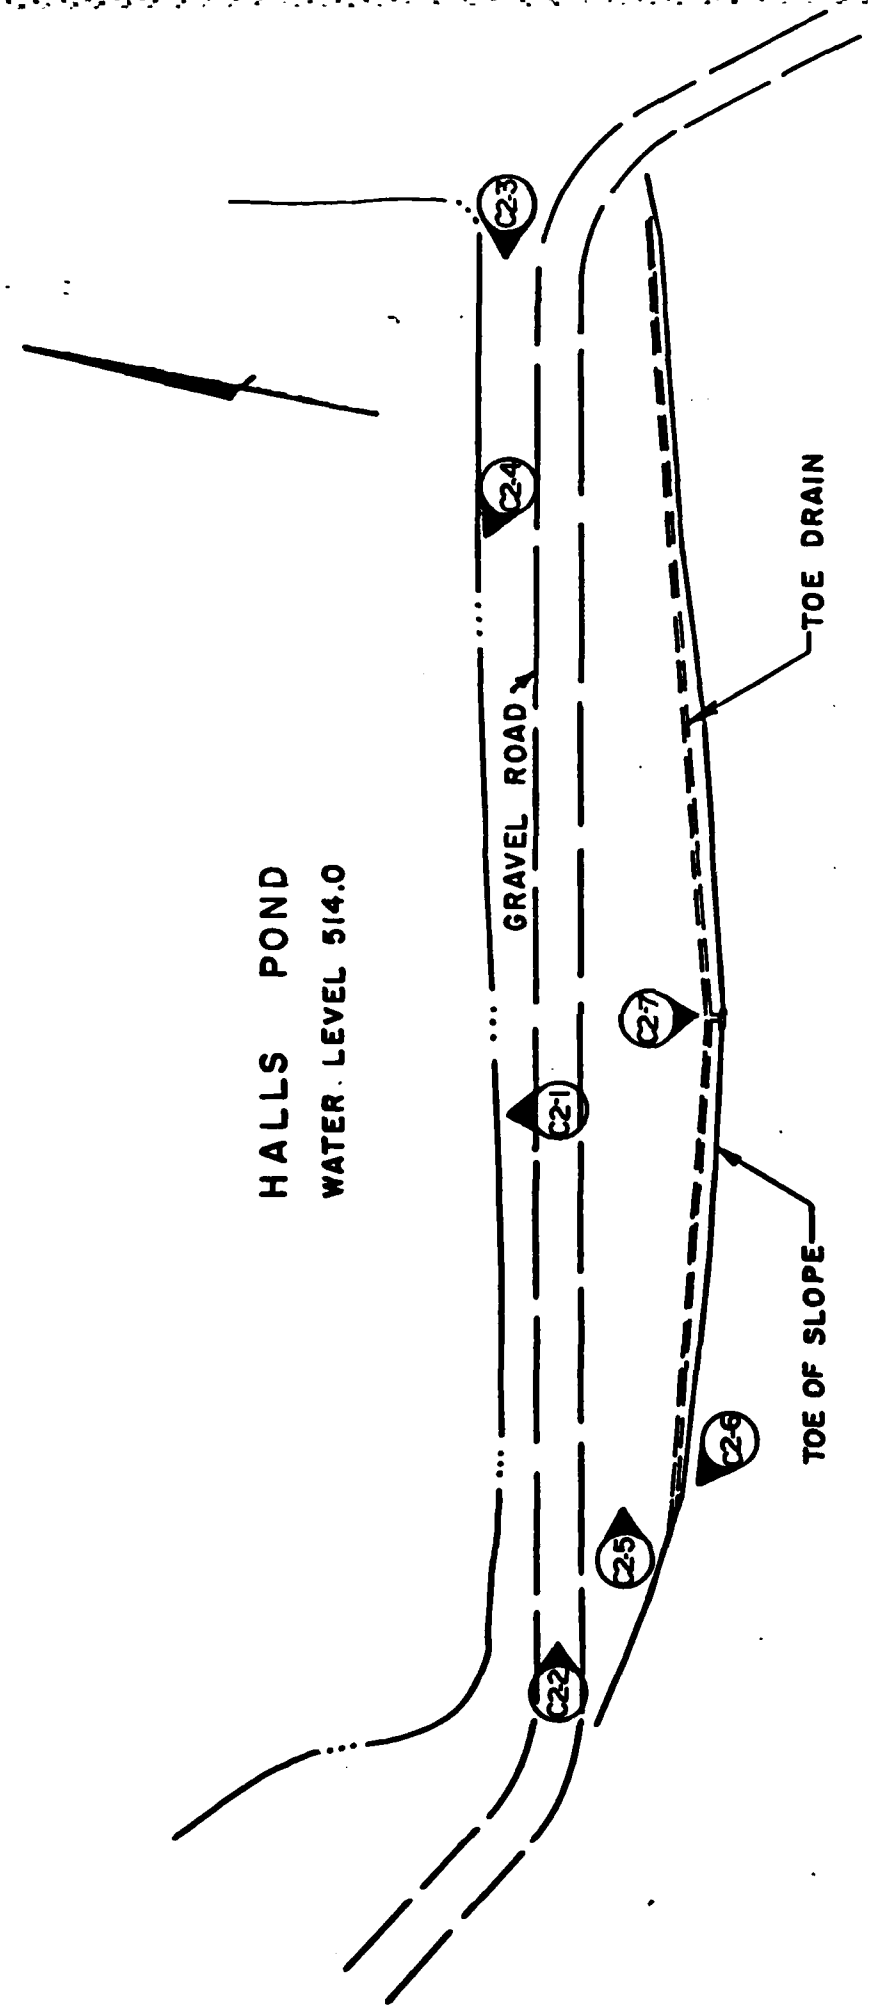 HALLS POND
WATER LEVEL 514.0
GRAVEL ROAD
C2-3
C2-4
C2-1
C2-2
C2-5
C2-7
C2-6
TOE OF SLOPE
TOE DRAIN